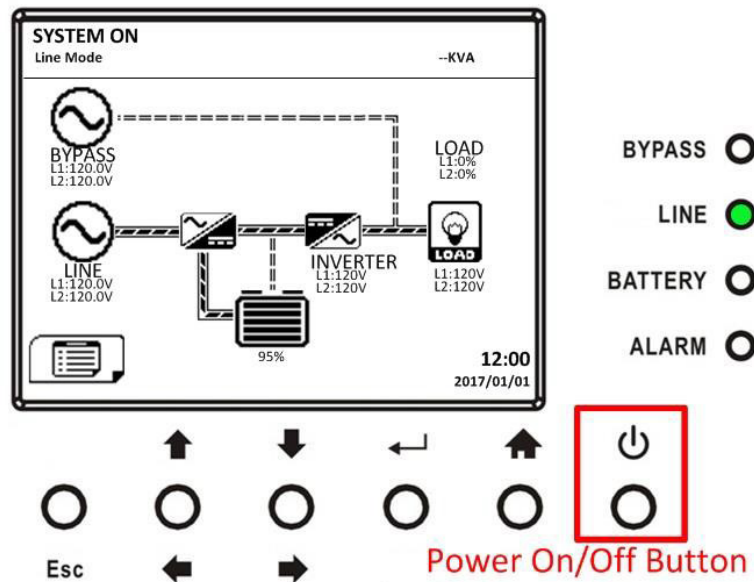 SYSTEM ON
Line Mode
--KVA
BYPASS
L1:120.0V
L2:120.0V
LOAD
L1:0%
L2:0%
LINE
L1:120.0V
L2:120.0V
INVERTER
L1:120V
L2:120V
LOAD
L1:120V
L2:120V
95%
12:00
2017/01/01
BYPASS
LINE
BATTERY
ALARM
Esc
Power On/Off Button